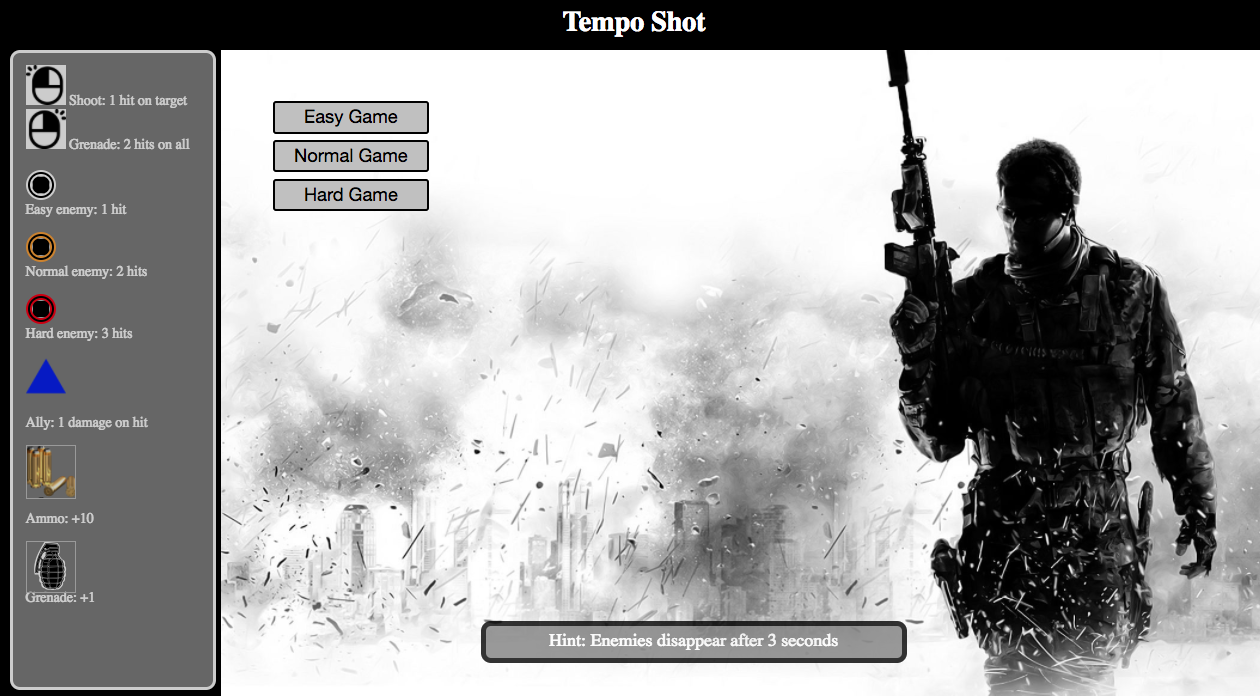 Tempo Shot
Shoot: 1 hit on target
Grenade: 2 hits on all
Easy enemy: 1 hit
Normal enemy: 2 hits
Hard enemy: 3 hits
Ally: 1 damage on hit
Ammo: +10
Grenade: +1
Easy Game
Normal Game
Hard Game
Hint: Enemies disappear after 3 seconds